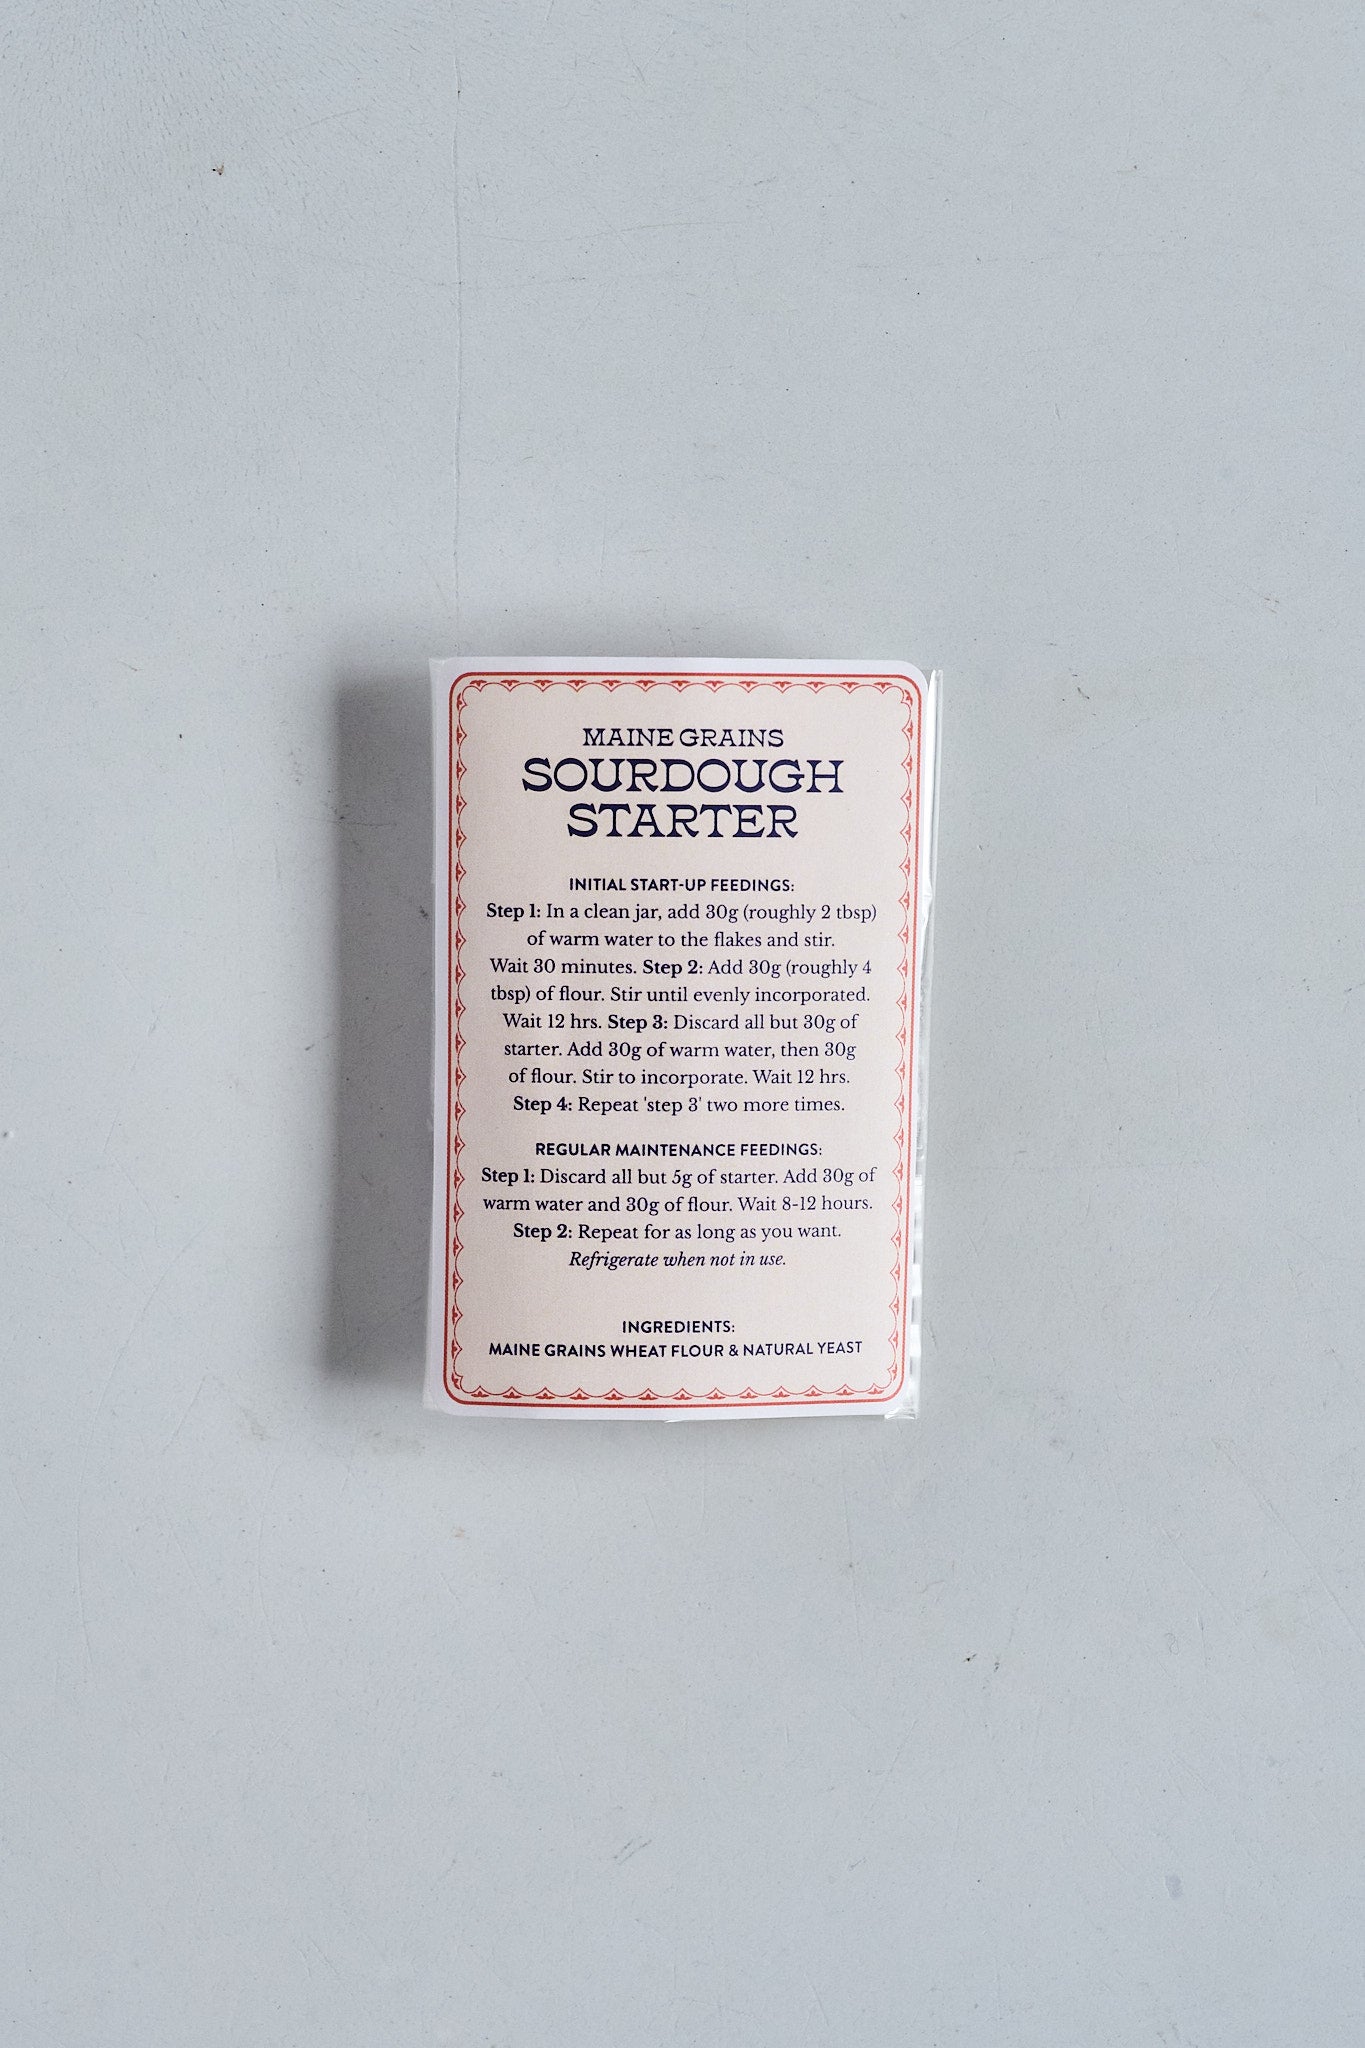 MAINE GRAINS
SOURDOUGH
STARTER
INITIAL START-UP FEEDINGS:
Step 1: In a clean jar, add 30g (roughly 2 tbsp)
of warm water to the flakes and stir.
Wait 30 minutes. Step 2: Add 30g (roughly 4
tbsp) of flour. Stir until evenly incorporated.
Wait 12 hrs. Step 3: Discard all but 30g of
starter. Add 30g of warm water, then 30g
of flour. Stir to incorporate. Wait 12 hrs.
Step 4: Repeat 'step 3' two more times.
REGULAR MAINTENANCE FEEDINGS:
Step 1: Discard all but 5g of starter. Add 30g of
warm water and 30g of flour. Wait 8-12 hours.
Step 2: Repeat for as long as you want.
Refrigerate when not in use.
INGREDIENTS:
MAINE GRAINS WHEAT FLOUR & NATURAL YEAST